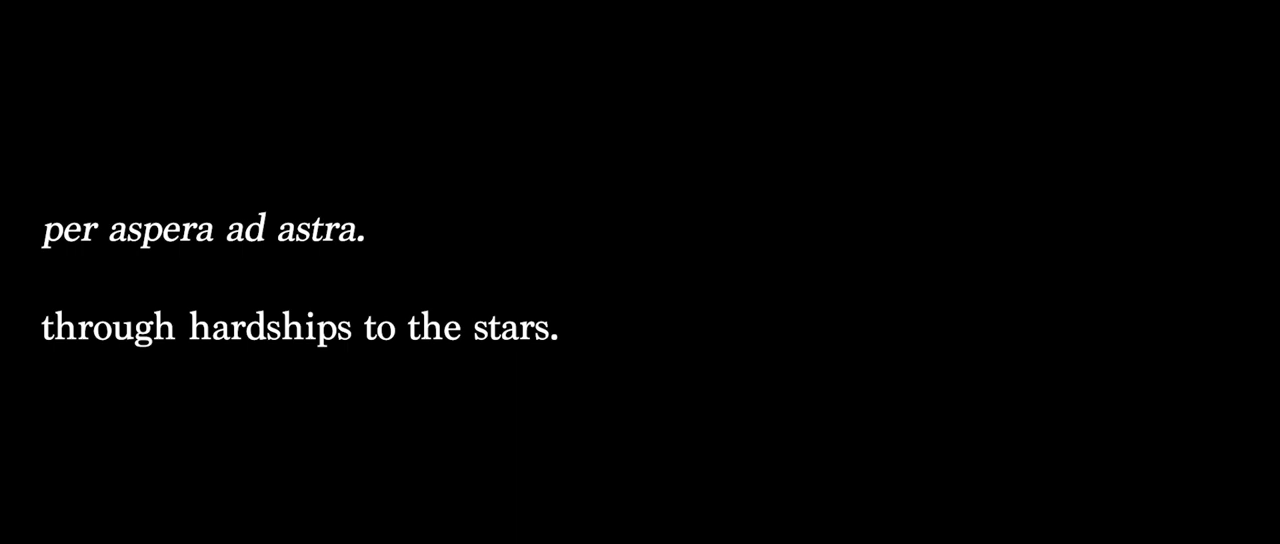 per aspera ad astra.
through hardships to the stars.